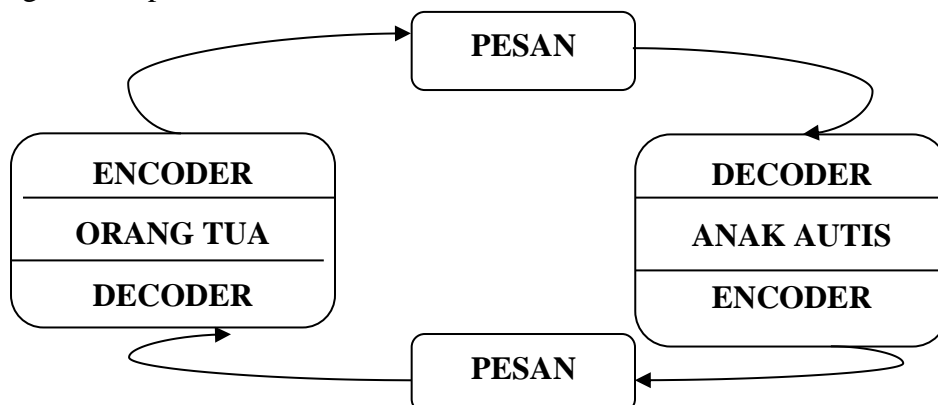 PESAN
ENCODER
ORANG TUA
DECODER
DECODER
ANAK AUTIS
ENCODER
PESAN